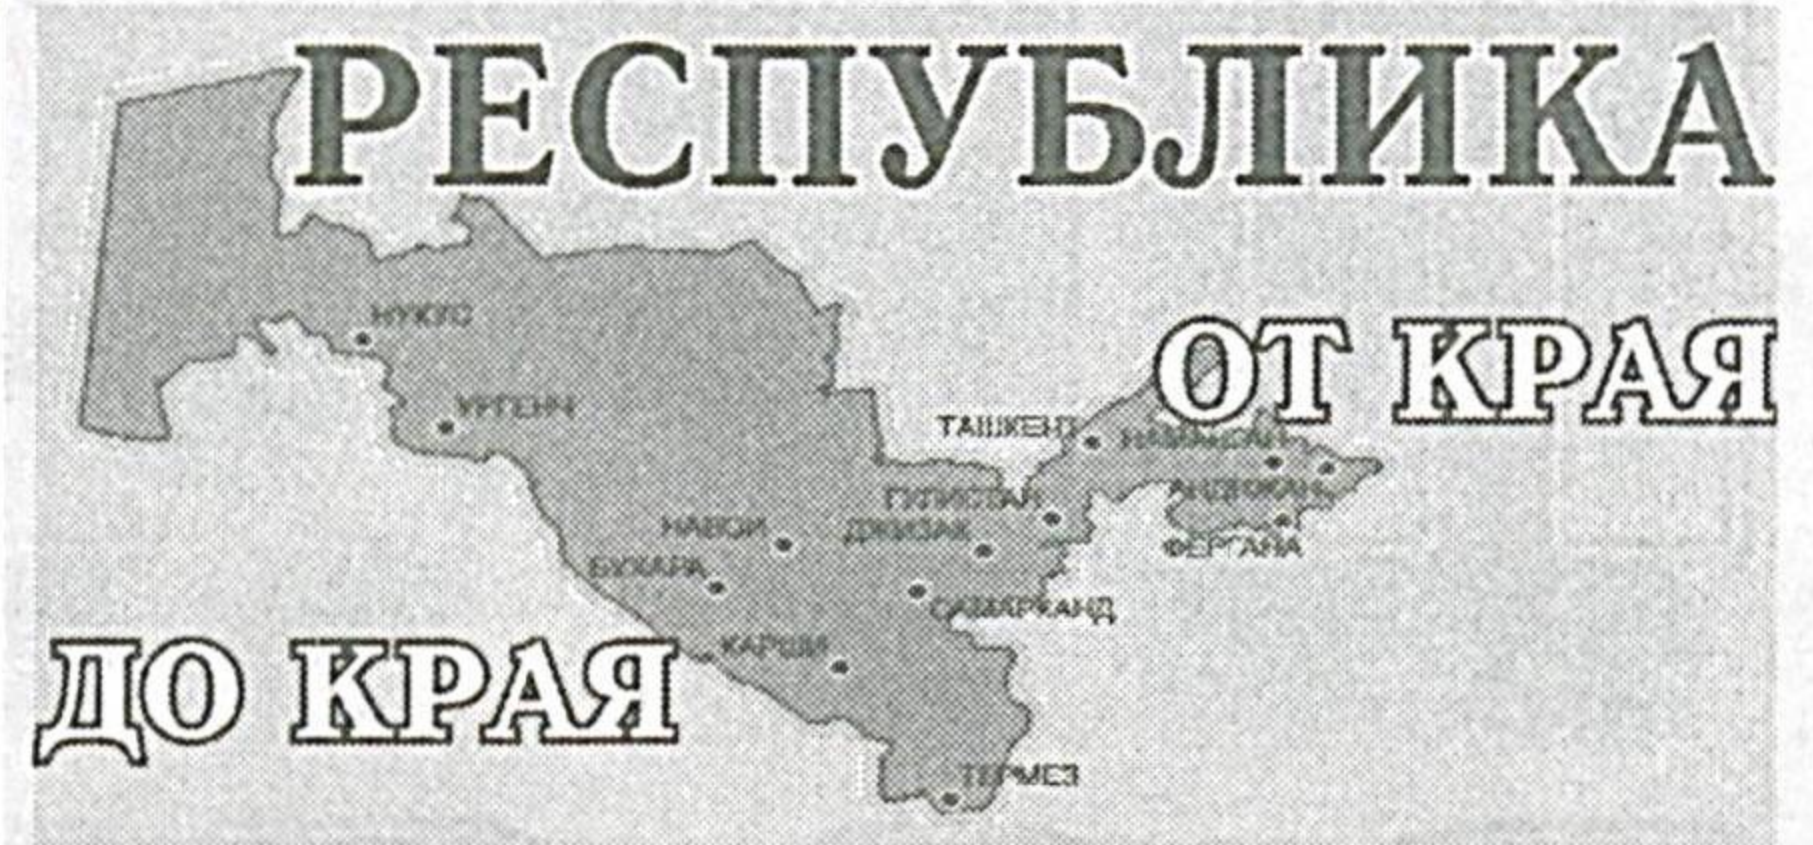 РЕСПУБЛИКА
ОТ КРАЯ
ДО КРАЯ
НУКУС
УРГЕНЧ
ТАШКЕНТ
НАМАНГАН
АНДИЖАН
ФЕРГАНА
ГУЛИСТАН
ДЖИЗАК
НАВОИ
БУХАРА
САМАРКАНД
КАРШИ
ТЕРМЕЗ